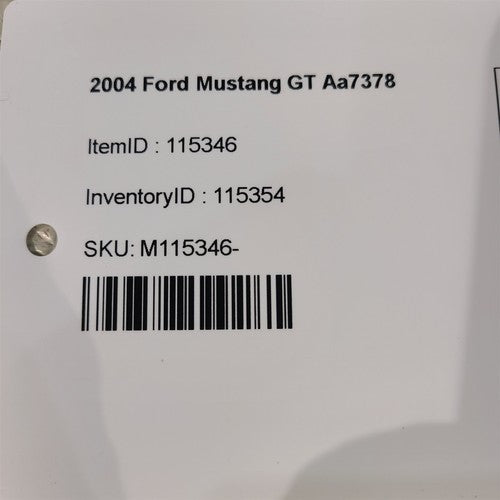 2004 Ford Mustang GT Aa7378
ItemID : 115346
InventoryID : 115354
SKU: M115346-